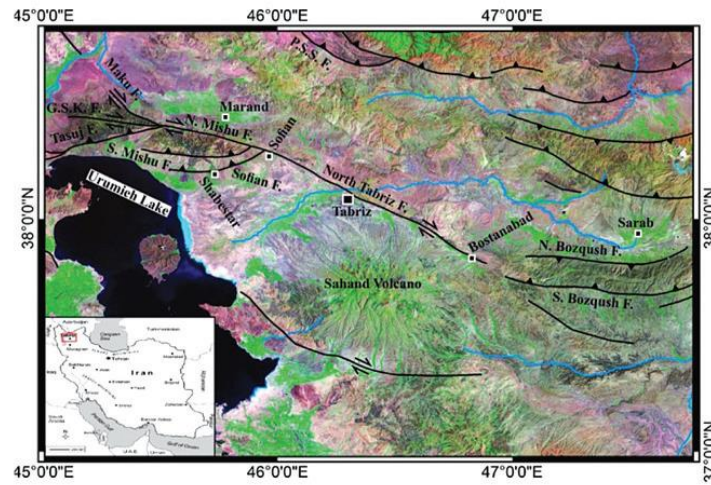 45°0'0"E
46°0'0"E
47°0'0"E
P.S.S. F.
Maku F.
G.S.K. F.
Marand
N. Mishu F.
Tasuj F.
Sofian
S. Mishu F.
Sofian F.
Shabestar
Urumieh Lake
North Tabriz F.
Tabriz
38°0'0"N
38°0'0"N
Bostanabad
Sarab
N. Bozqush F.
Sahand Volcano
S. Bozqush F.
Iran
45°0'0"E
46°0'0"E
47°0'0"E
37°0'0"N